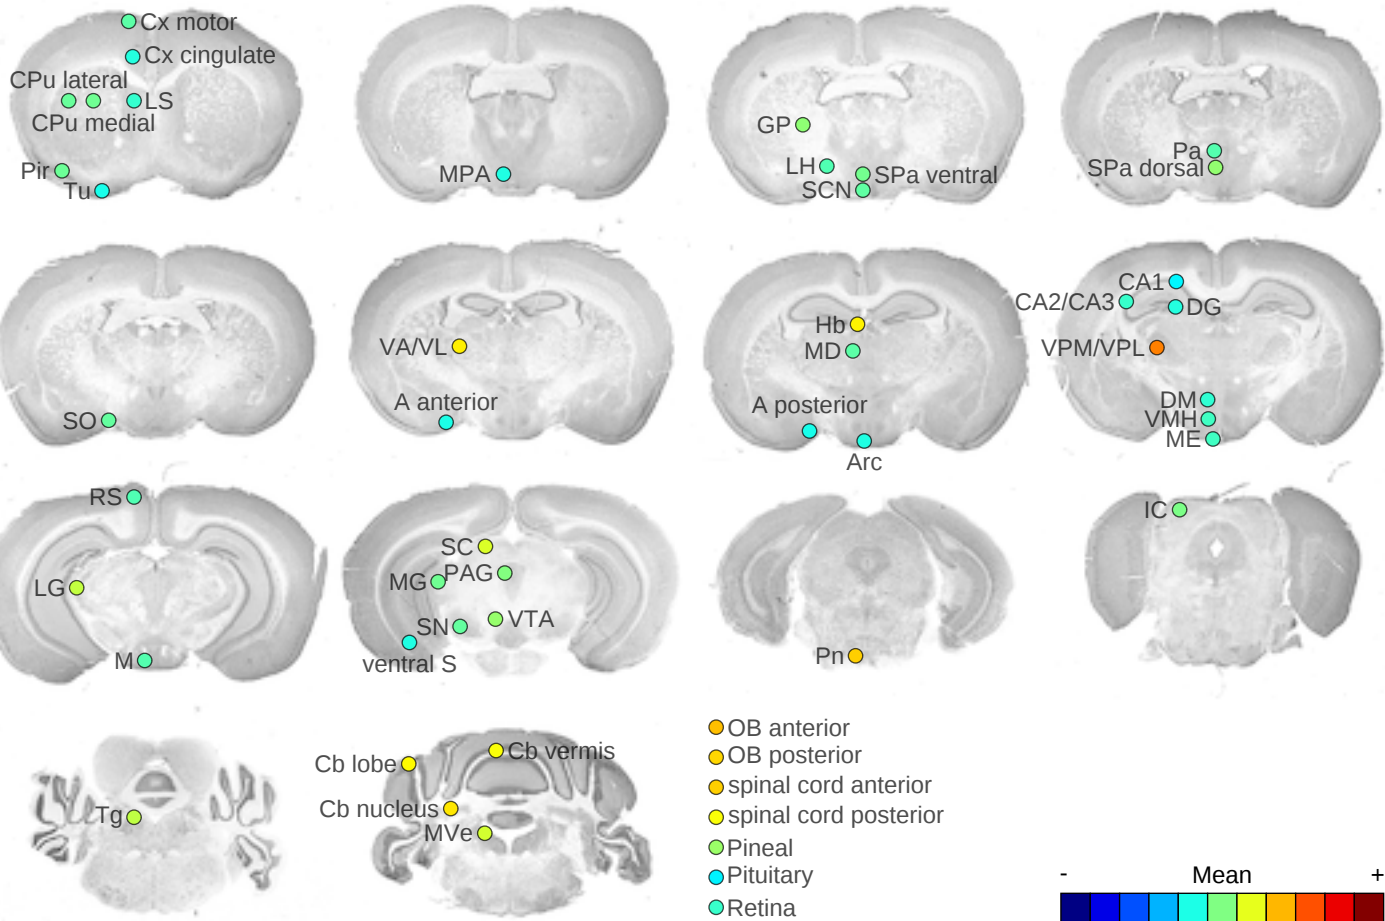 Cx motor
Cx cingulate
CPu lateral
LS
CPu medial
Pir
Tu
MPA
GP
LH
SPa ventral
SCN
Pa
SPa dorsal
SO
VA/VL
A anterior
Hb
MD
A posterior
Arc
CA1
CA2/CA3
DG
VPM/VPL
DM
VMH
ME
RS
LG
M
SC
PAG
MG
VTA
SN
ventral S
Pn
IC
Tg
Cb vermis
Cb lobe
Cb nucleus
MVe
OB anterior
OB posterior
spinal cord anterior
spinal cord posterior
Pineal
Pituitary
Retina
- Mean +